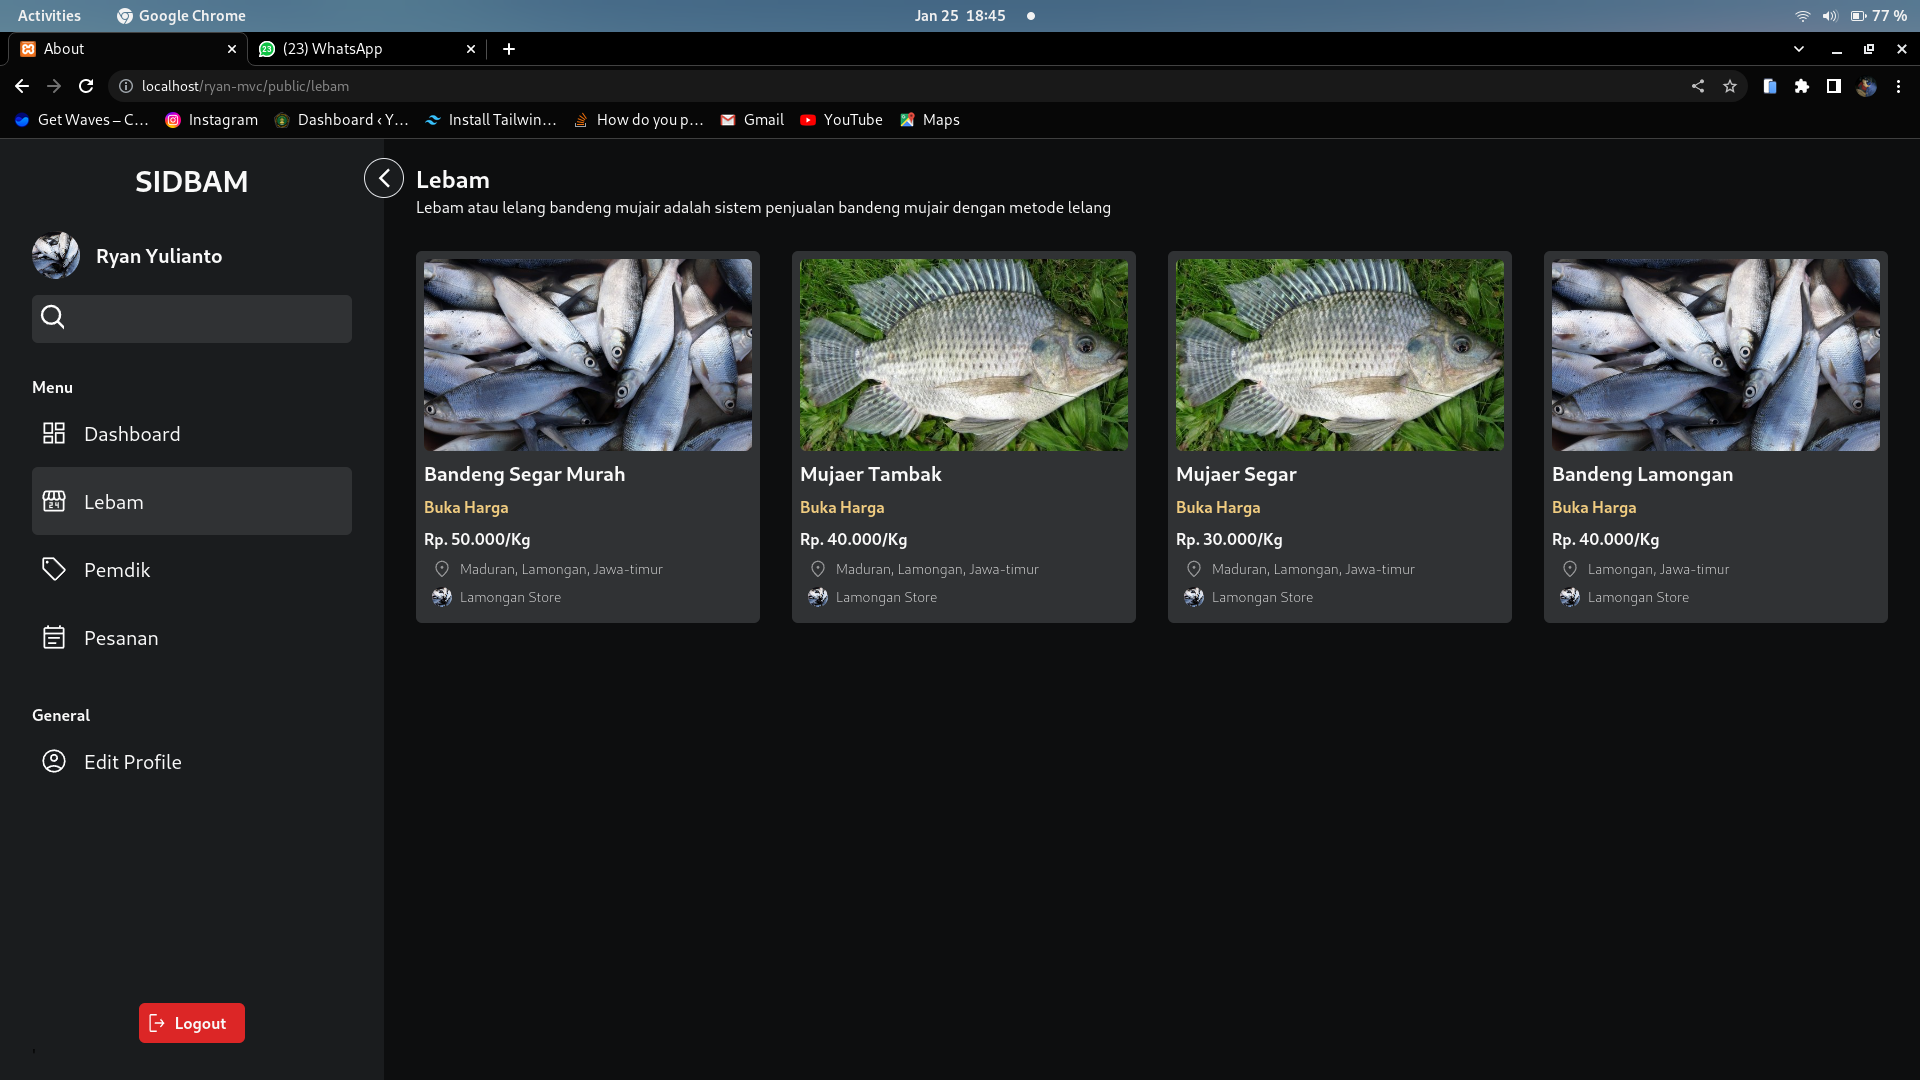 Activities Google Chrome Jan 25 18:45 77 %
About (23) WhatsApp
localhost/ryan-mvc/public/lebam
Get Waves – C... Instagram Dashboard ‹ Y... Install Tailwin... How do you p... Gmail YouTube Maps
SIDBAM
Ryan Yulianto
Menu
Dashboard
Lebam
Pemdik
Pesanan
General
Edit Profile
Logout
Lebam
Lebam atau lelang bandeng mujair adalah sistem penjualan bandeng mujair dengan metode lelang
Bandeng Segar Murah
Buka Harga
Rp. 50.000/Kg
Maduran, Lamongan, Jawa-timur
Lamongan Store
Mujaer Tambak
Buka Harga
Rp. 40.000/Kg
Maduran, Lamongan, Jawa-timur
Lamongan Store
Mujaer Segar
Buka Harga
Rp. 30.000/Kg
Maduran, Lamongan, Jawa-timur
Lamongan Store
Bandeng Lamongan
Buka Harga
Rp. 40.000/Kg
Lamongan, Jawa-timur
Lamongan Store